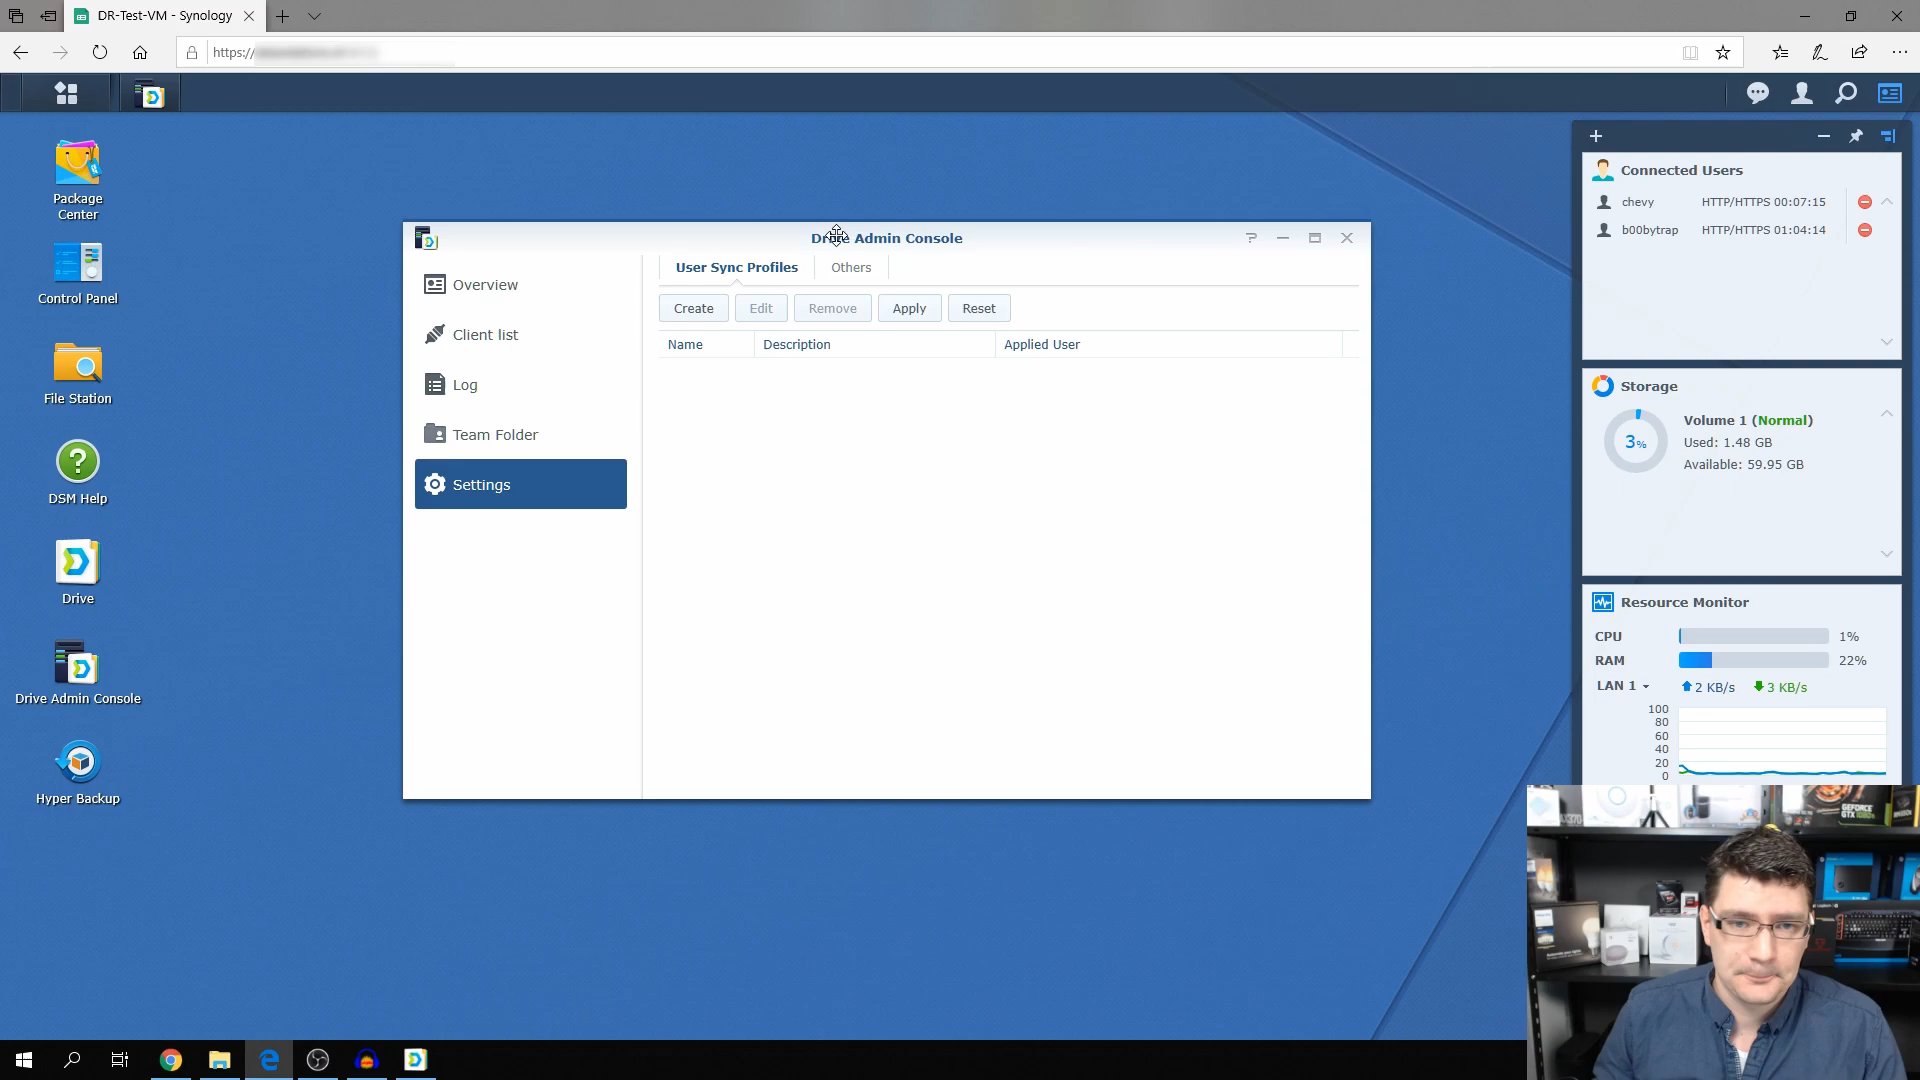 DR-Test-VM - Synology
https://
Package
Center
Control Panel
File Station
DSM Help
Drive
Drive Admin Console
Hyper Backup
Drive Admin Console
Overview
Client list
Log
Team Folder
Settings
User Sync Profiles
Others
Create
Edit
Remove
Apply
Reset
Name
Description
Applied User
Connected Users
chevy HTTP/HTTPS 00:07:15
b00bytrap HTTP/HTTPS 01:04:14
Storage
3%
Volume 1 (Normal)
Used: 1.48 GB
Available: 59.95 GB
Resource Monitor
CPU 1%
RAM 22%
LAN 1 2 KB/s 3 KB/s
100
80
60
40
20
0
GEFORCE